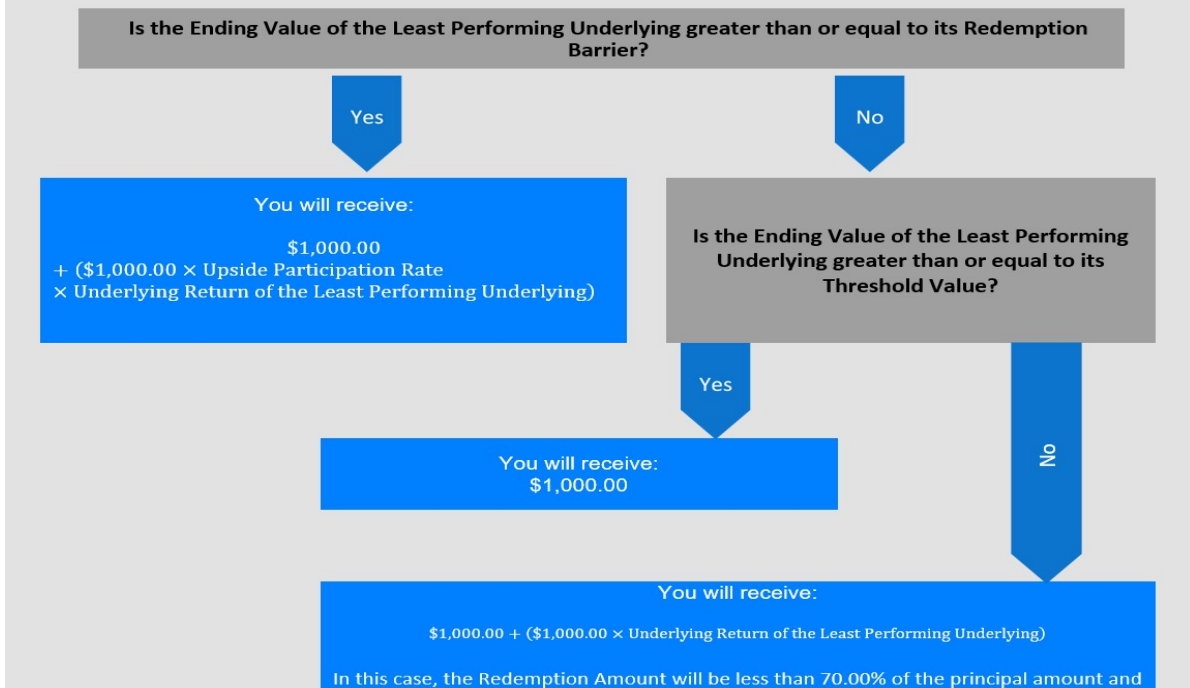 Is the Ending Value of the Least Performing Underlying greater than or equal to its Redemption
Barrier?
Yes
No
You will receive:
$1,000.00
+ ($1,000.00 × Upside Participation Rate
× Underlying Return of the Least Performing Underlying)
Is the Ending Value of the Least Performing
Underlying greater than or equal to its
Threshold Value?
Yes
No
You will receive:
$1,000.00
You will receive:
$1,000.00 + ($1,000.00 × Underlying Return of the Least Performing Underlying)
In this case, the Redemption Amount will be less than 70.00% of the principal amount and